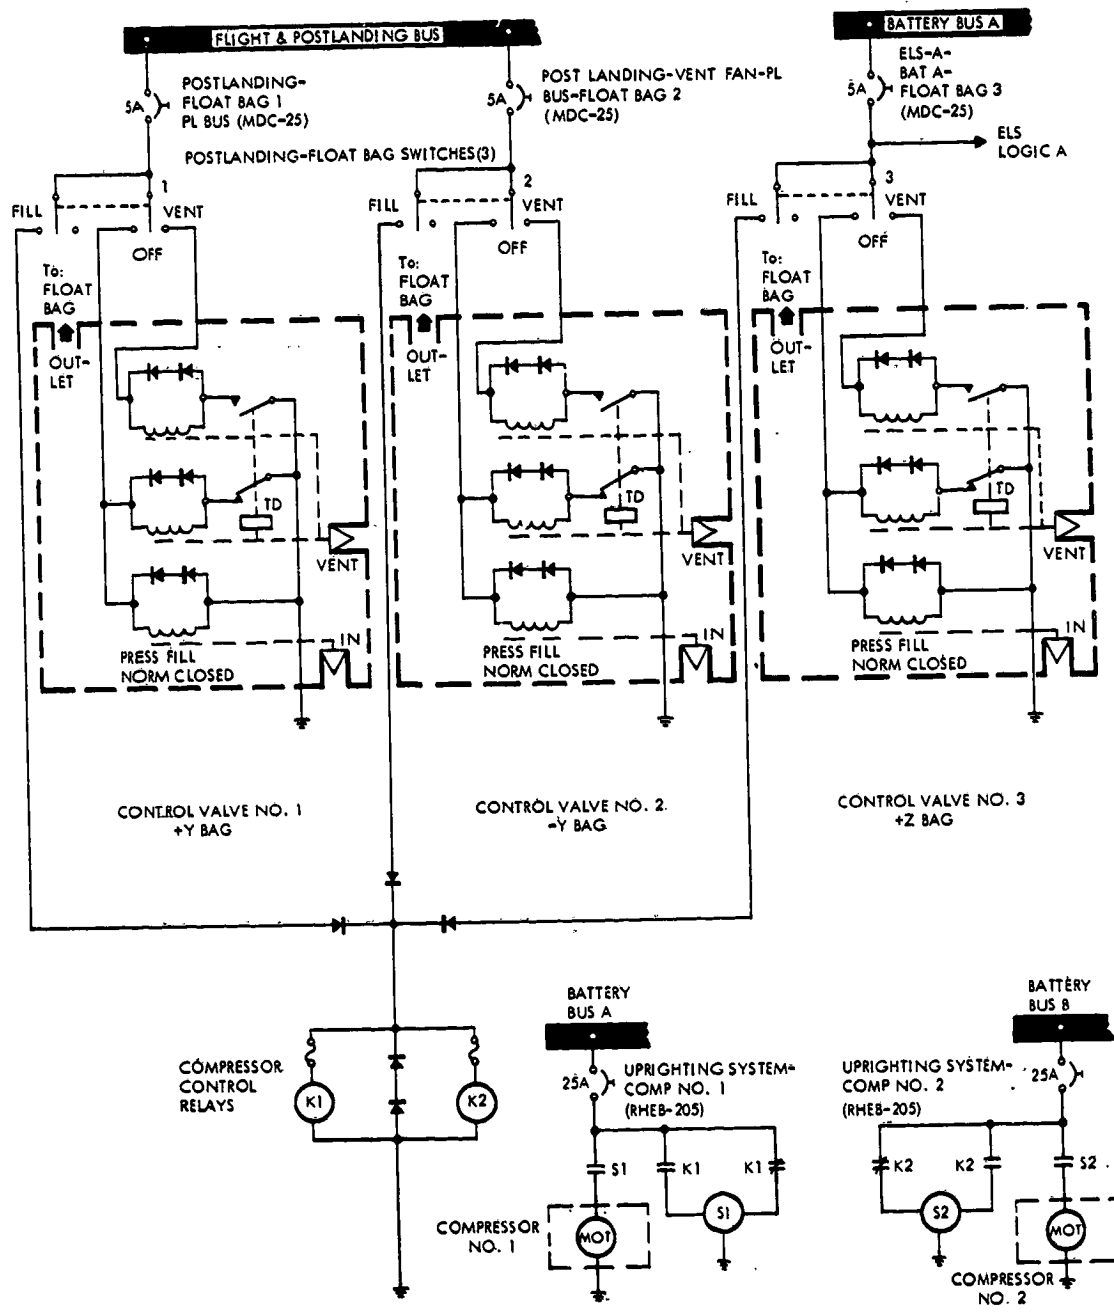 FLIGHT & POSTLANDING BUS
BATTERY BUS A
5A
POSTLANDING-
FLOAT BAG 1
PL BUS (MDC-25)
5A
POST LANDING-VENT FAN-PL
BUS-FLOAT BAG 2
(MDC-25)
5A
ELS-A-
BAT A-
FLOAT BAG 3
(MDC-25)
ELS
LOGIC A
POSTLANDING-FLOAT BAG SWITCHES(3)
1
FILL
VENT
OFF
2
FILL
VENT
OFF
3
FILL
VENT
OFF
To:
FLOAT
BAG
OUT-
LET
TD
VENT
IN
PRESS FILL
NORM CLOSED
To:
FLOAT
BAG
OUT-
LET
TD
VENT
IN
PRESS FILL
NORM CLOSED
To:
FLOAT
BAG
OUT-
LET
TD
VENT
IN
PRESS FILL
NORM CLOSED
CONTROL VALVE NO. 1
+Y BAG
CONTROL VALVE NO. 2
-Y BAG
CONTROL VALVE NO. 3
+Z BAG
COMPRESSOR
CONTROL
RELAYS
K1
K2
BATTERY
BUS A
25A
UPRIGHTING SYSTEM-
COMP NO. 1
(RHEB-205)
S1
K1
K1
S1
MOT
COMPRESSOR
NO. 1
BATTERY
BUS B
UPRIGHTING SYSTEM-
COMP NO. 2
(RHEB-205)
25A
K2
K2
S2
S2
MOT
COMPRESSOR
NO. 2